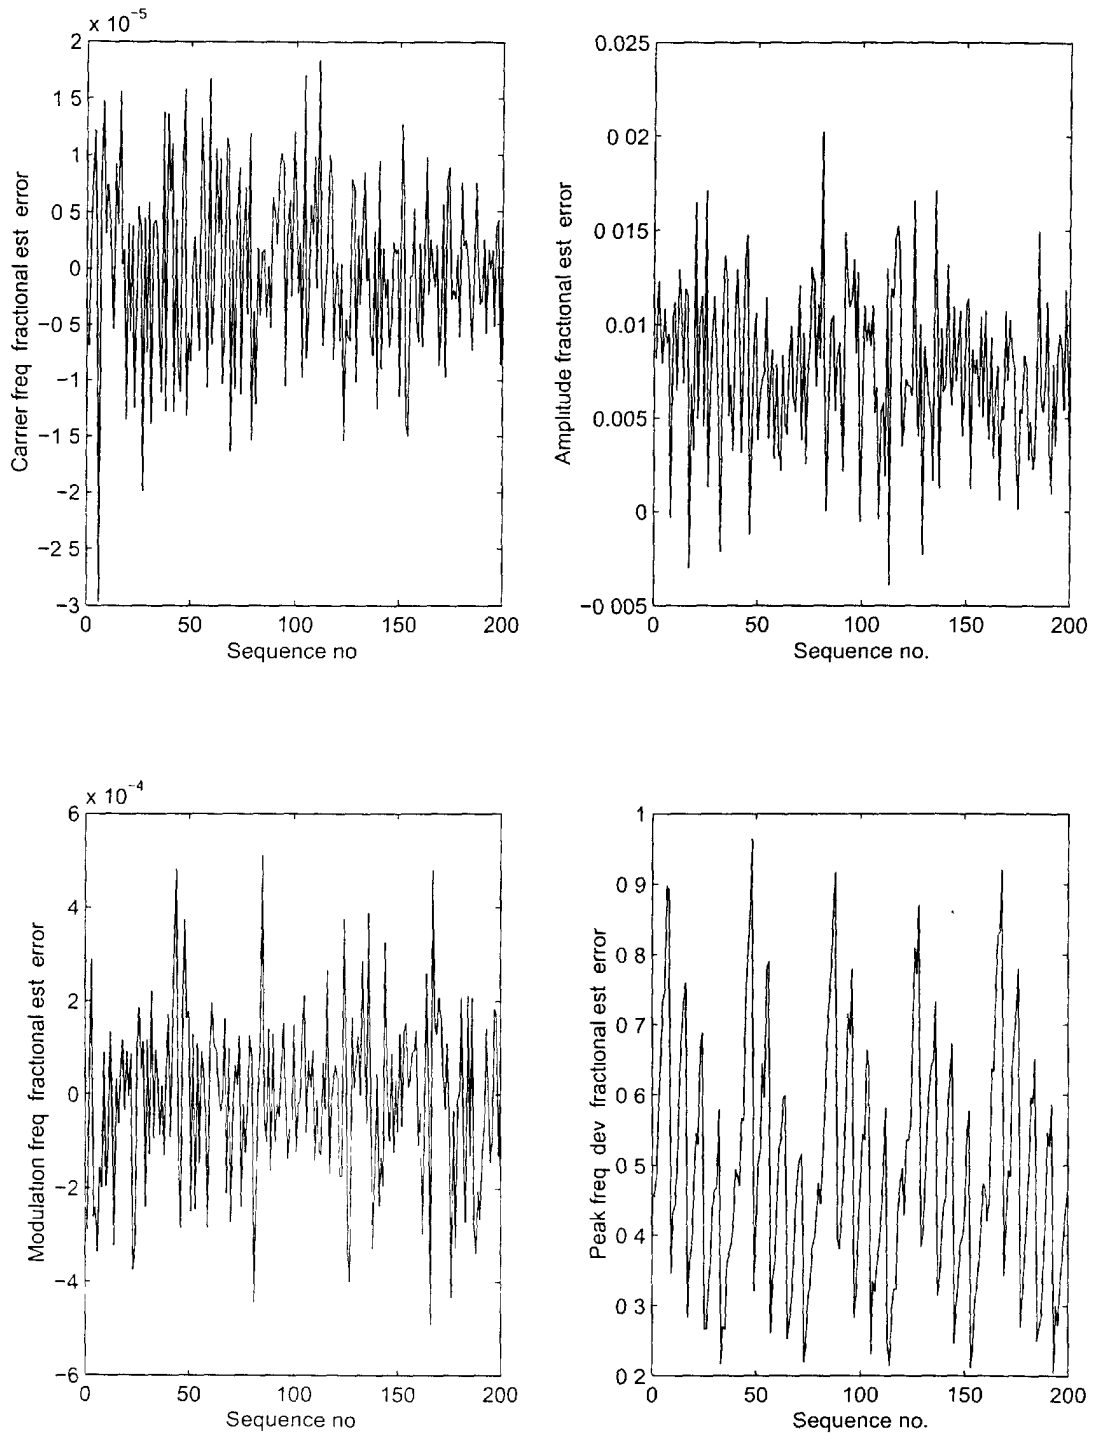 x 10⁻⁵
2
1 5
1
0 5
0
−0 5
−1
−1 5
−2
−2 5
−3
0 50 100 150 200
Sequence no
Carrier freq fractional est error
0.025
0 02
0 015
0.01
0.005
0
−0 005
0 50 100 150 200
Sequence no.
Amplitude fractional est error
x 10⁻⁴
6
4
2
0
−2
−4
−6
0 50 100 150 200
Sequence no
Modulation freq fractional est error
1
0 9
0 8
0 7
0 6
0 5
0 4
0 3
0 2
0 50 100 150 200
Sequence no.
Peak freq dev fractional est error